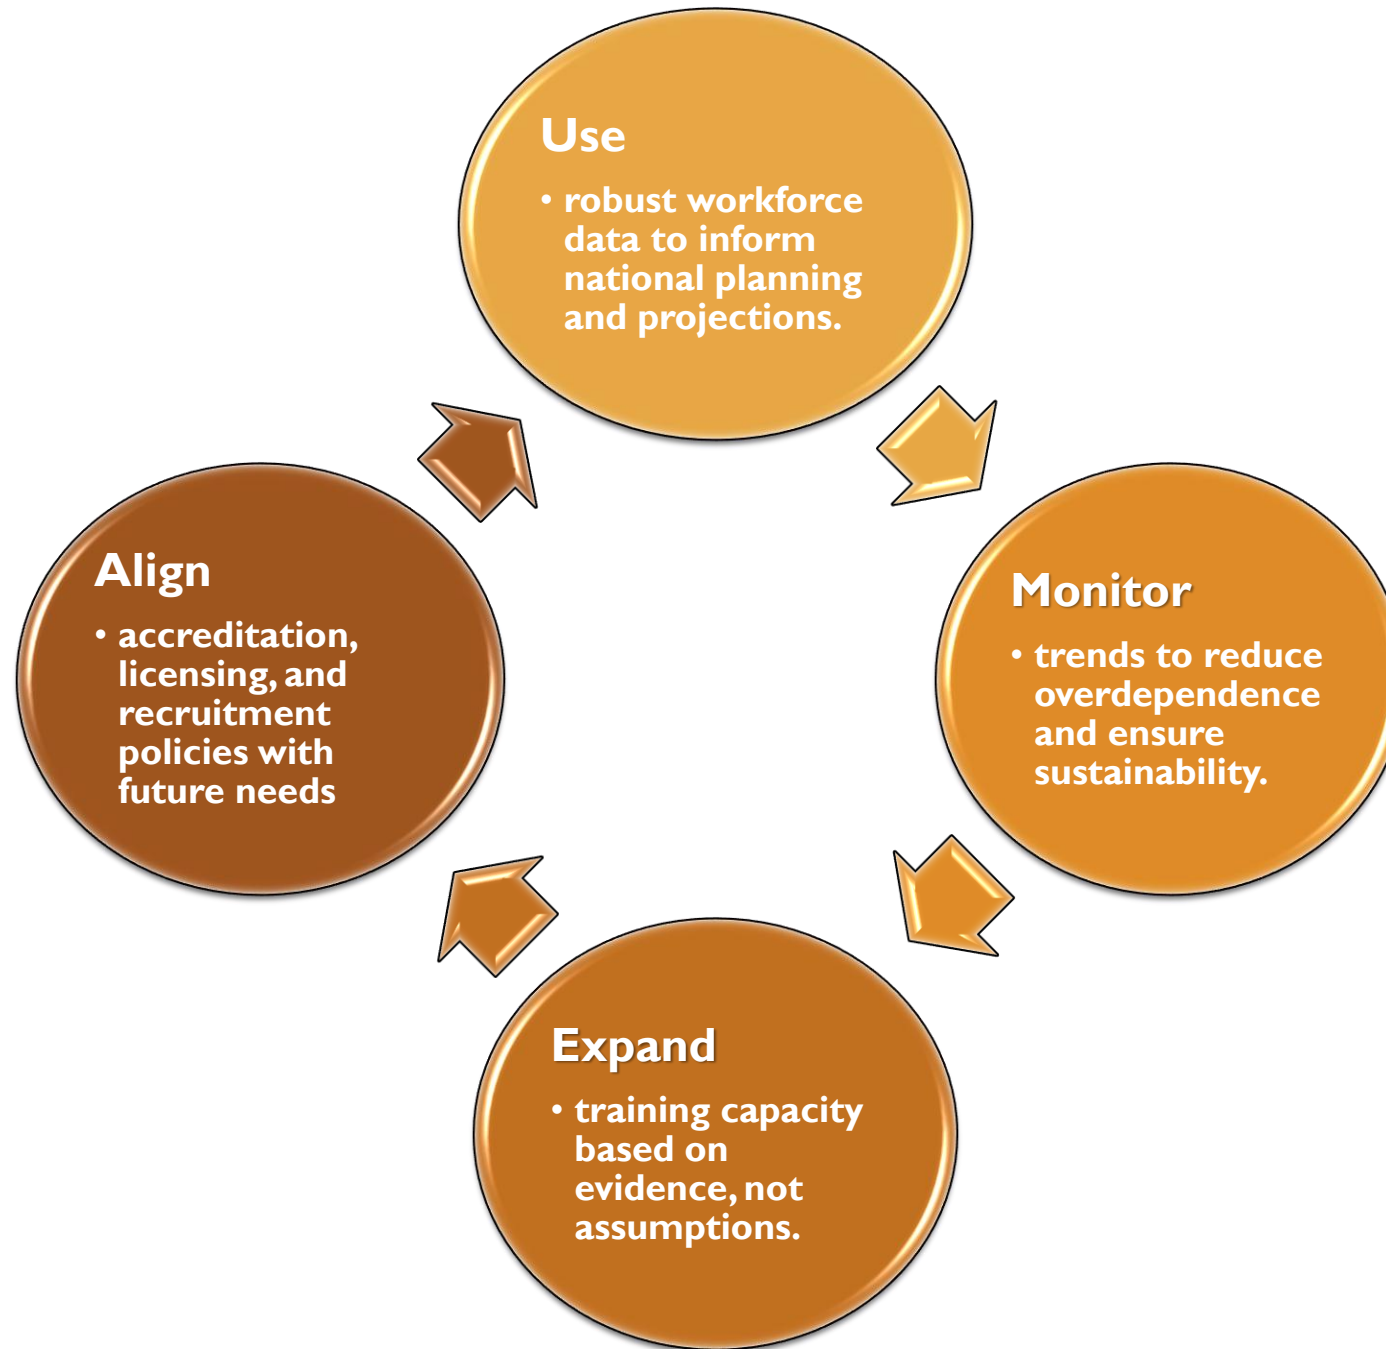 Use
• robust workforce
data to inform
national planning
and projections.
Monitor
• trends to reduce
overdependence
and ensure
sustainability.
Expand
• training capacity
based on
evidence, not
assumptions.
Align
• accreditation,
licensing, and
recruitment
policies with
future needs